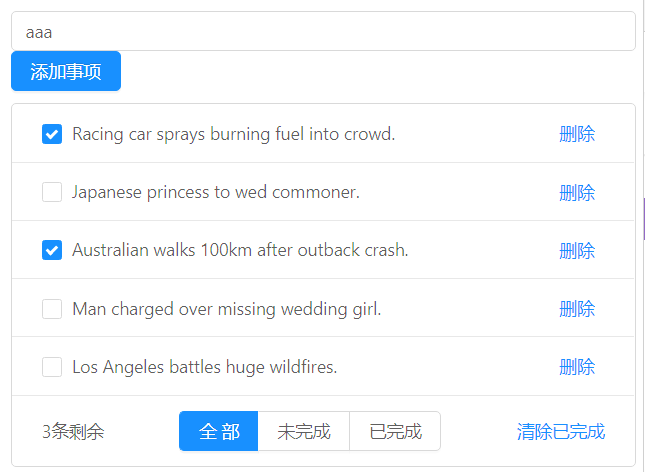 aaa
添加事项
Racing car sprays burning fuel into crowd. 删除
Japanese princess to wed commoner. 删除
Australian walks 100km after outback crash. 删除
Man charged over missing wedding girl. 删除
Los Angeles battles huge wildfires. 删除
3条剩余 全部 未完成 已完成 清除已完成